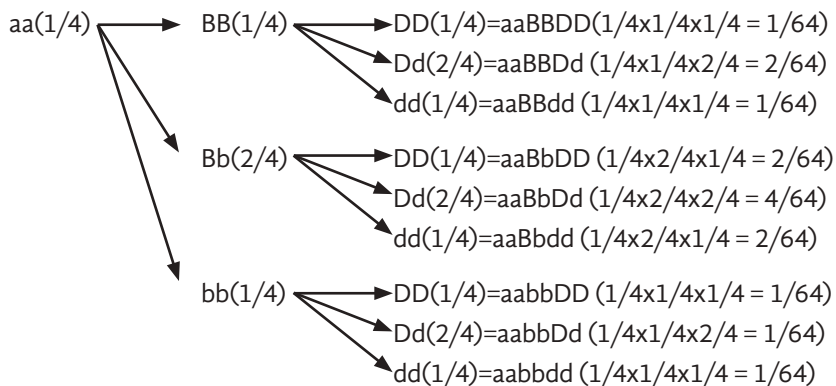 aa(1/4) BB(1/4) DD(1/4)=aaBBDD(1/4x1/4x1/4 = 1/64)
Dd(2/4)=aaBBDd (1/4x1/4x2/4 = 2/64)
dd(1/4)=aaBBdd (1/4x1/4x1/4 = 1/64)
Bb(2/4) DD(1/4)=aaBbDD (1/4x2/4x1/4 = 2/64)
Dd(2/4)=aaBbDd (1/4x2/4x2/4 = 4/64)
dd(1/4)=aaBbdd (1/4x2/4x1/4 = 2/64)
bb(1/4) DD(1/4)=aabbDD (1/4x1/4x1/4 = 1/64)
Dd(2/4)=aabbDd (1/4x1/4x2/4 = 1/64)
dd(1/4)=aabbdd (1/4x1/4x1/4 = 1/64)